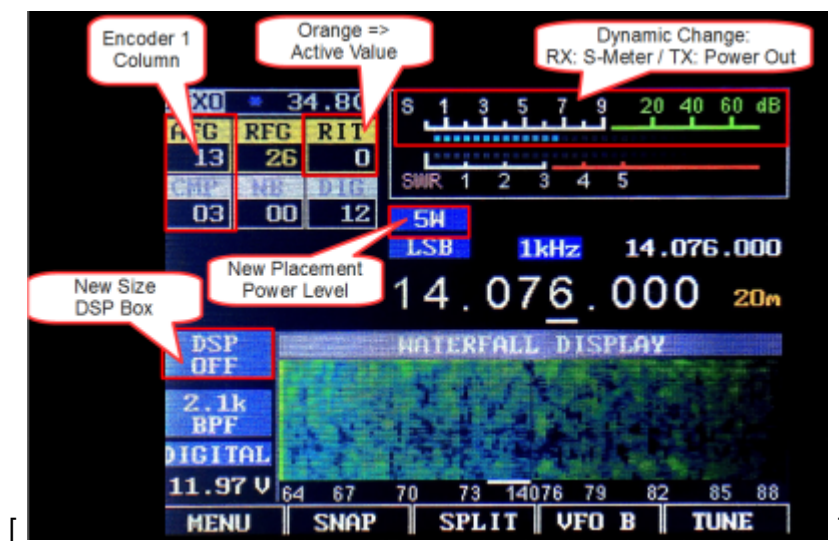 Encoder 1
Column
Orange =>
Active Value
Dynamic Change:
RX: S-Meter / TX: Power Out
34.8
S 1 3 5 7 9 20 40 60 dB
AFG RFG RIT
13 26 0
SWR 1 2 3 4 5
CMP NB DIG
03 00 12
5W
LSB 1kHz 14.076.000
New Placement
Power Level
14.076.000 20m
New Size
DSP Box
DSP
OFF
WATERFALL DISPLAY
2.1k
BPF
DIGITAL
11.97 V
64 67 70 73 14076 79 82 85 88
MENU SNAP SPLIT VFO B TUNE
[